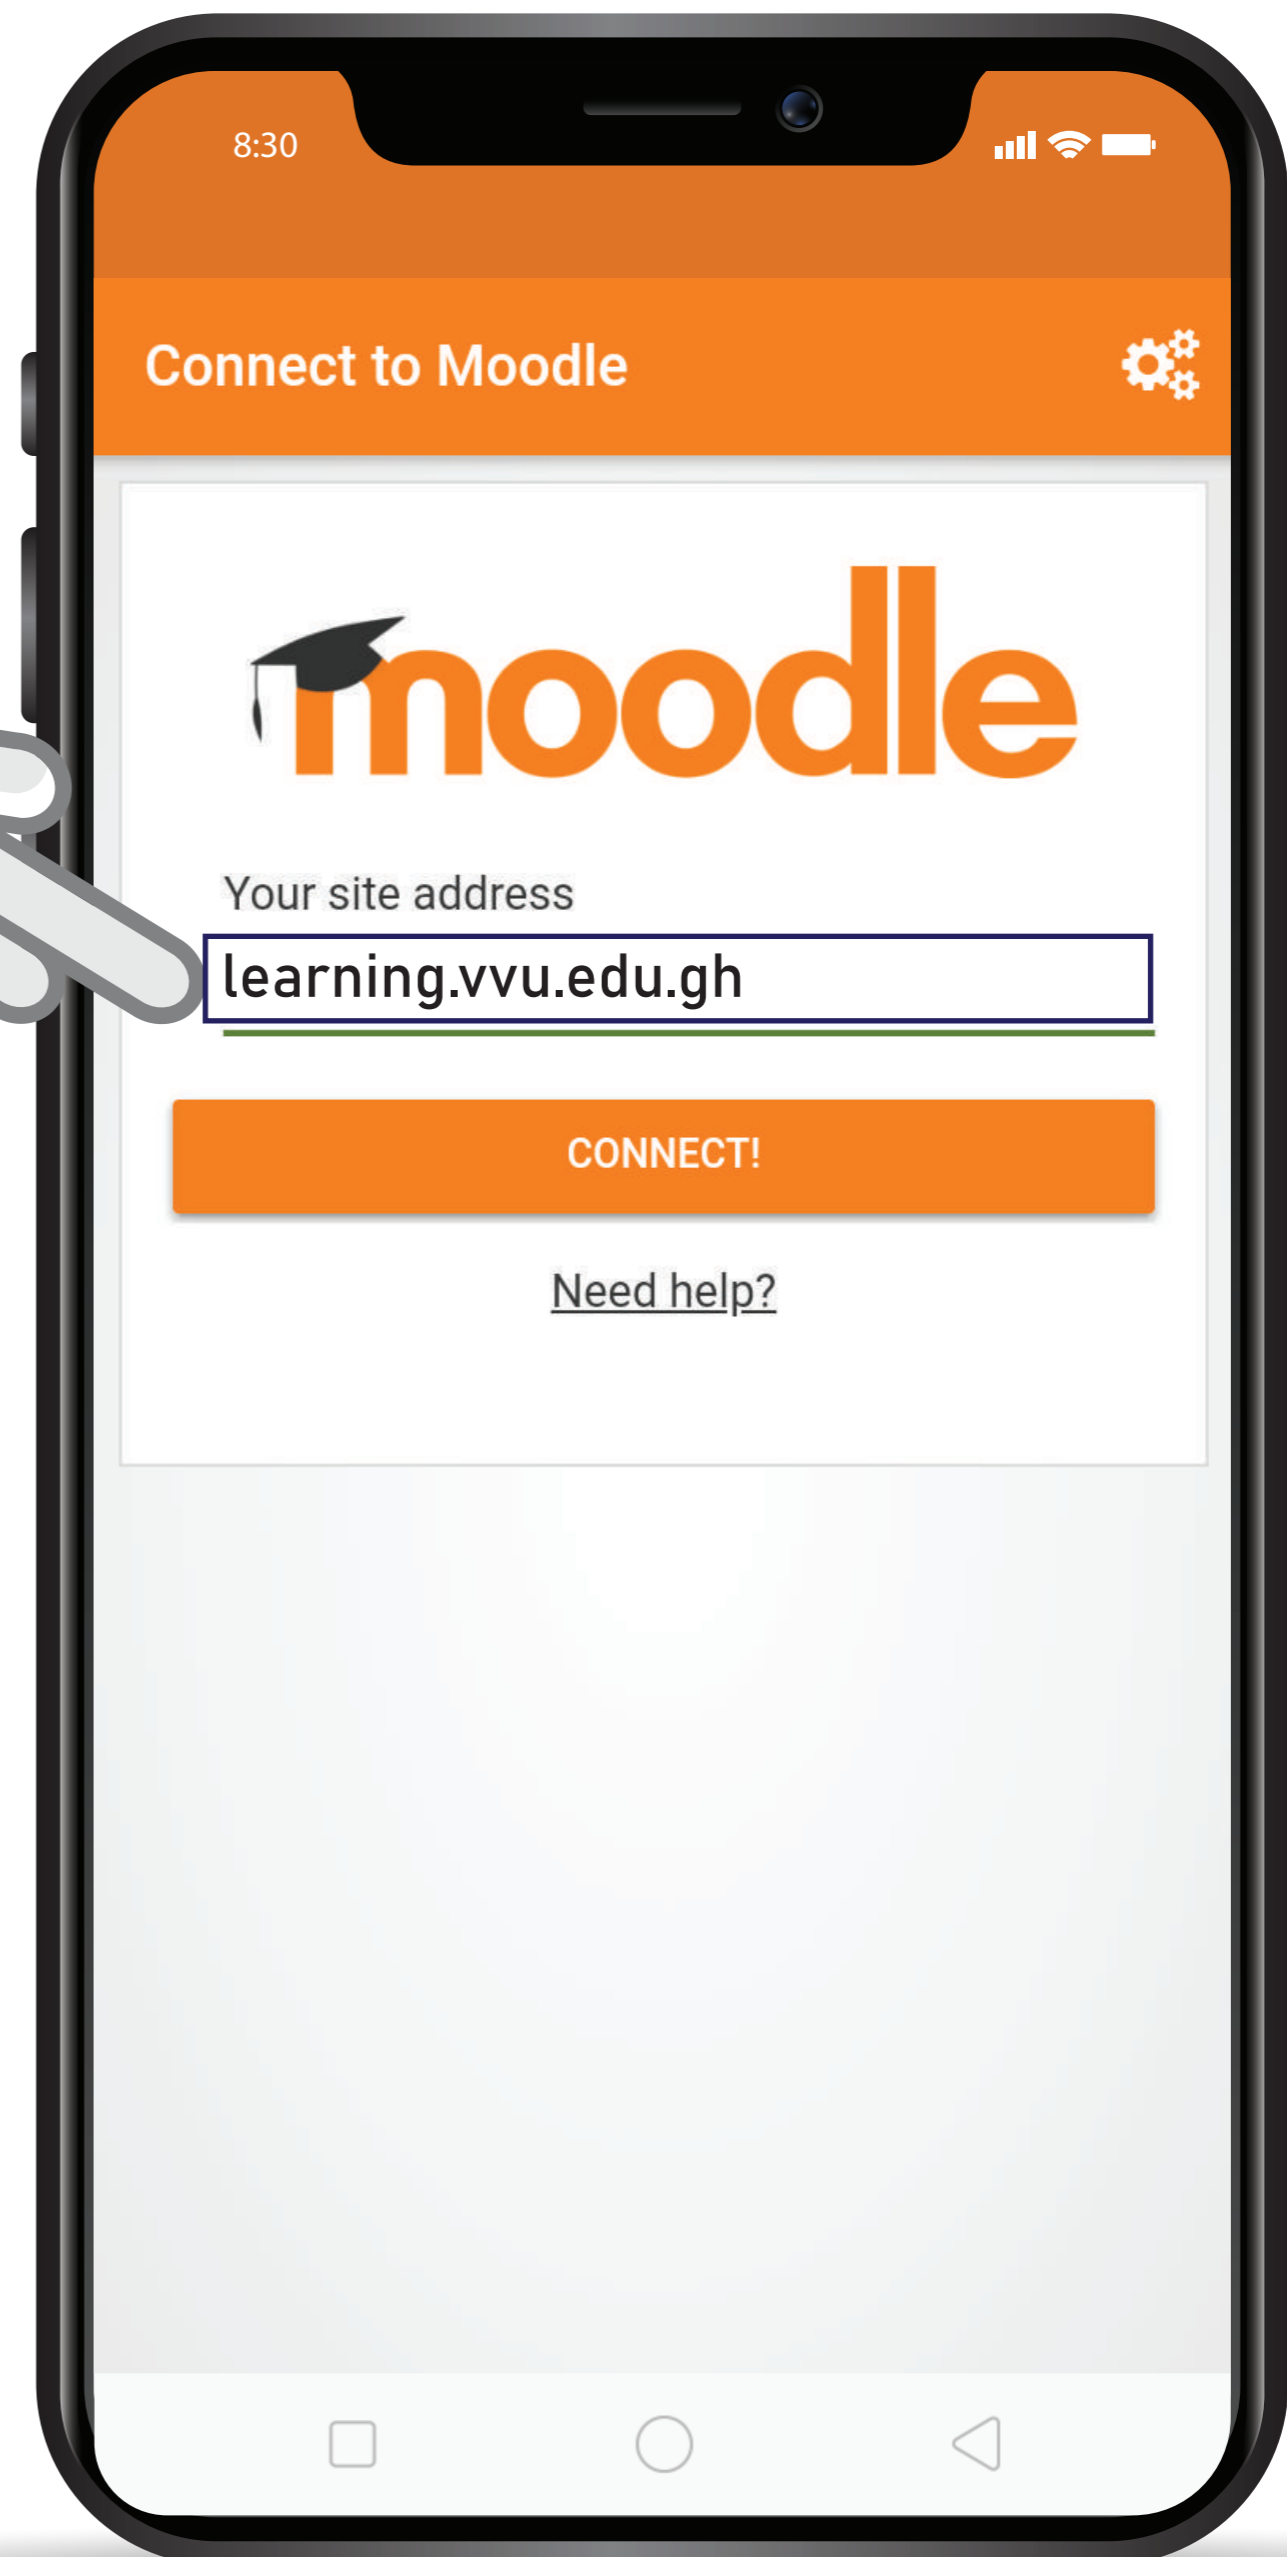 8:30
Connect to Moodle
moodle
Your site address
learning.vvu.edu.gh
CONNECT!
Need help?